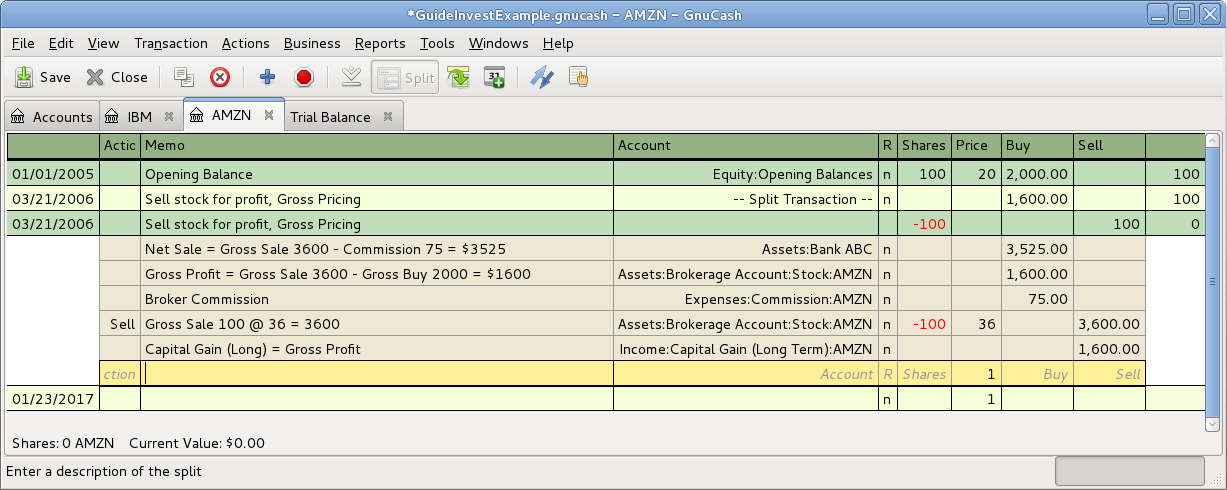 *GuideInvestExample.gnucash – AMZN – GnuCash
File Edit View Transaction Actions Business Reports Tools Windows Help
Save Close Split
Accounts IBM AMZN Trial Balance
Actic Memo Account R Shares Price Buy Sell
01/01/2005 Opening Balance Equity:Opening Balances n 100 20 2,000.00 100
03/21/2006 Sell stock for profit, Gross Pricing -- Split Transaction -- n 1,600.00 100
03/21/2006 Sell stock for profit, Gross Pricing -100 100 0
Net Sale = Gross Sale 3600 - Commission 75 = $3525 Assets:Bank ABC n 3,525.00
Gross Profit = Gross Sale 3600 - Gross Buy 2000 = $1600 Assets:Brokerage Account:Stock:AMZN n 1,600.00
Broker Commission Expenses:Commission:AMZN n 75.00
Sell Gross Sale 100 @ 36 = 3600 Assets:Brokerage Account:Stock:AMZN n -100 36 3,600.00
Capital Gain (Long) = Gross Profit Income:Capital Gain (Long Term):AMZN n 1,600.00
ction Account R Shares 1 Buy Sell
01/23/2017 n 1
Shares: 0 AMZN Current Value: $0.00
Enter a description of the split